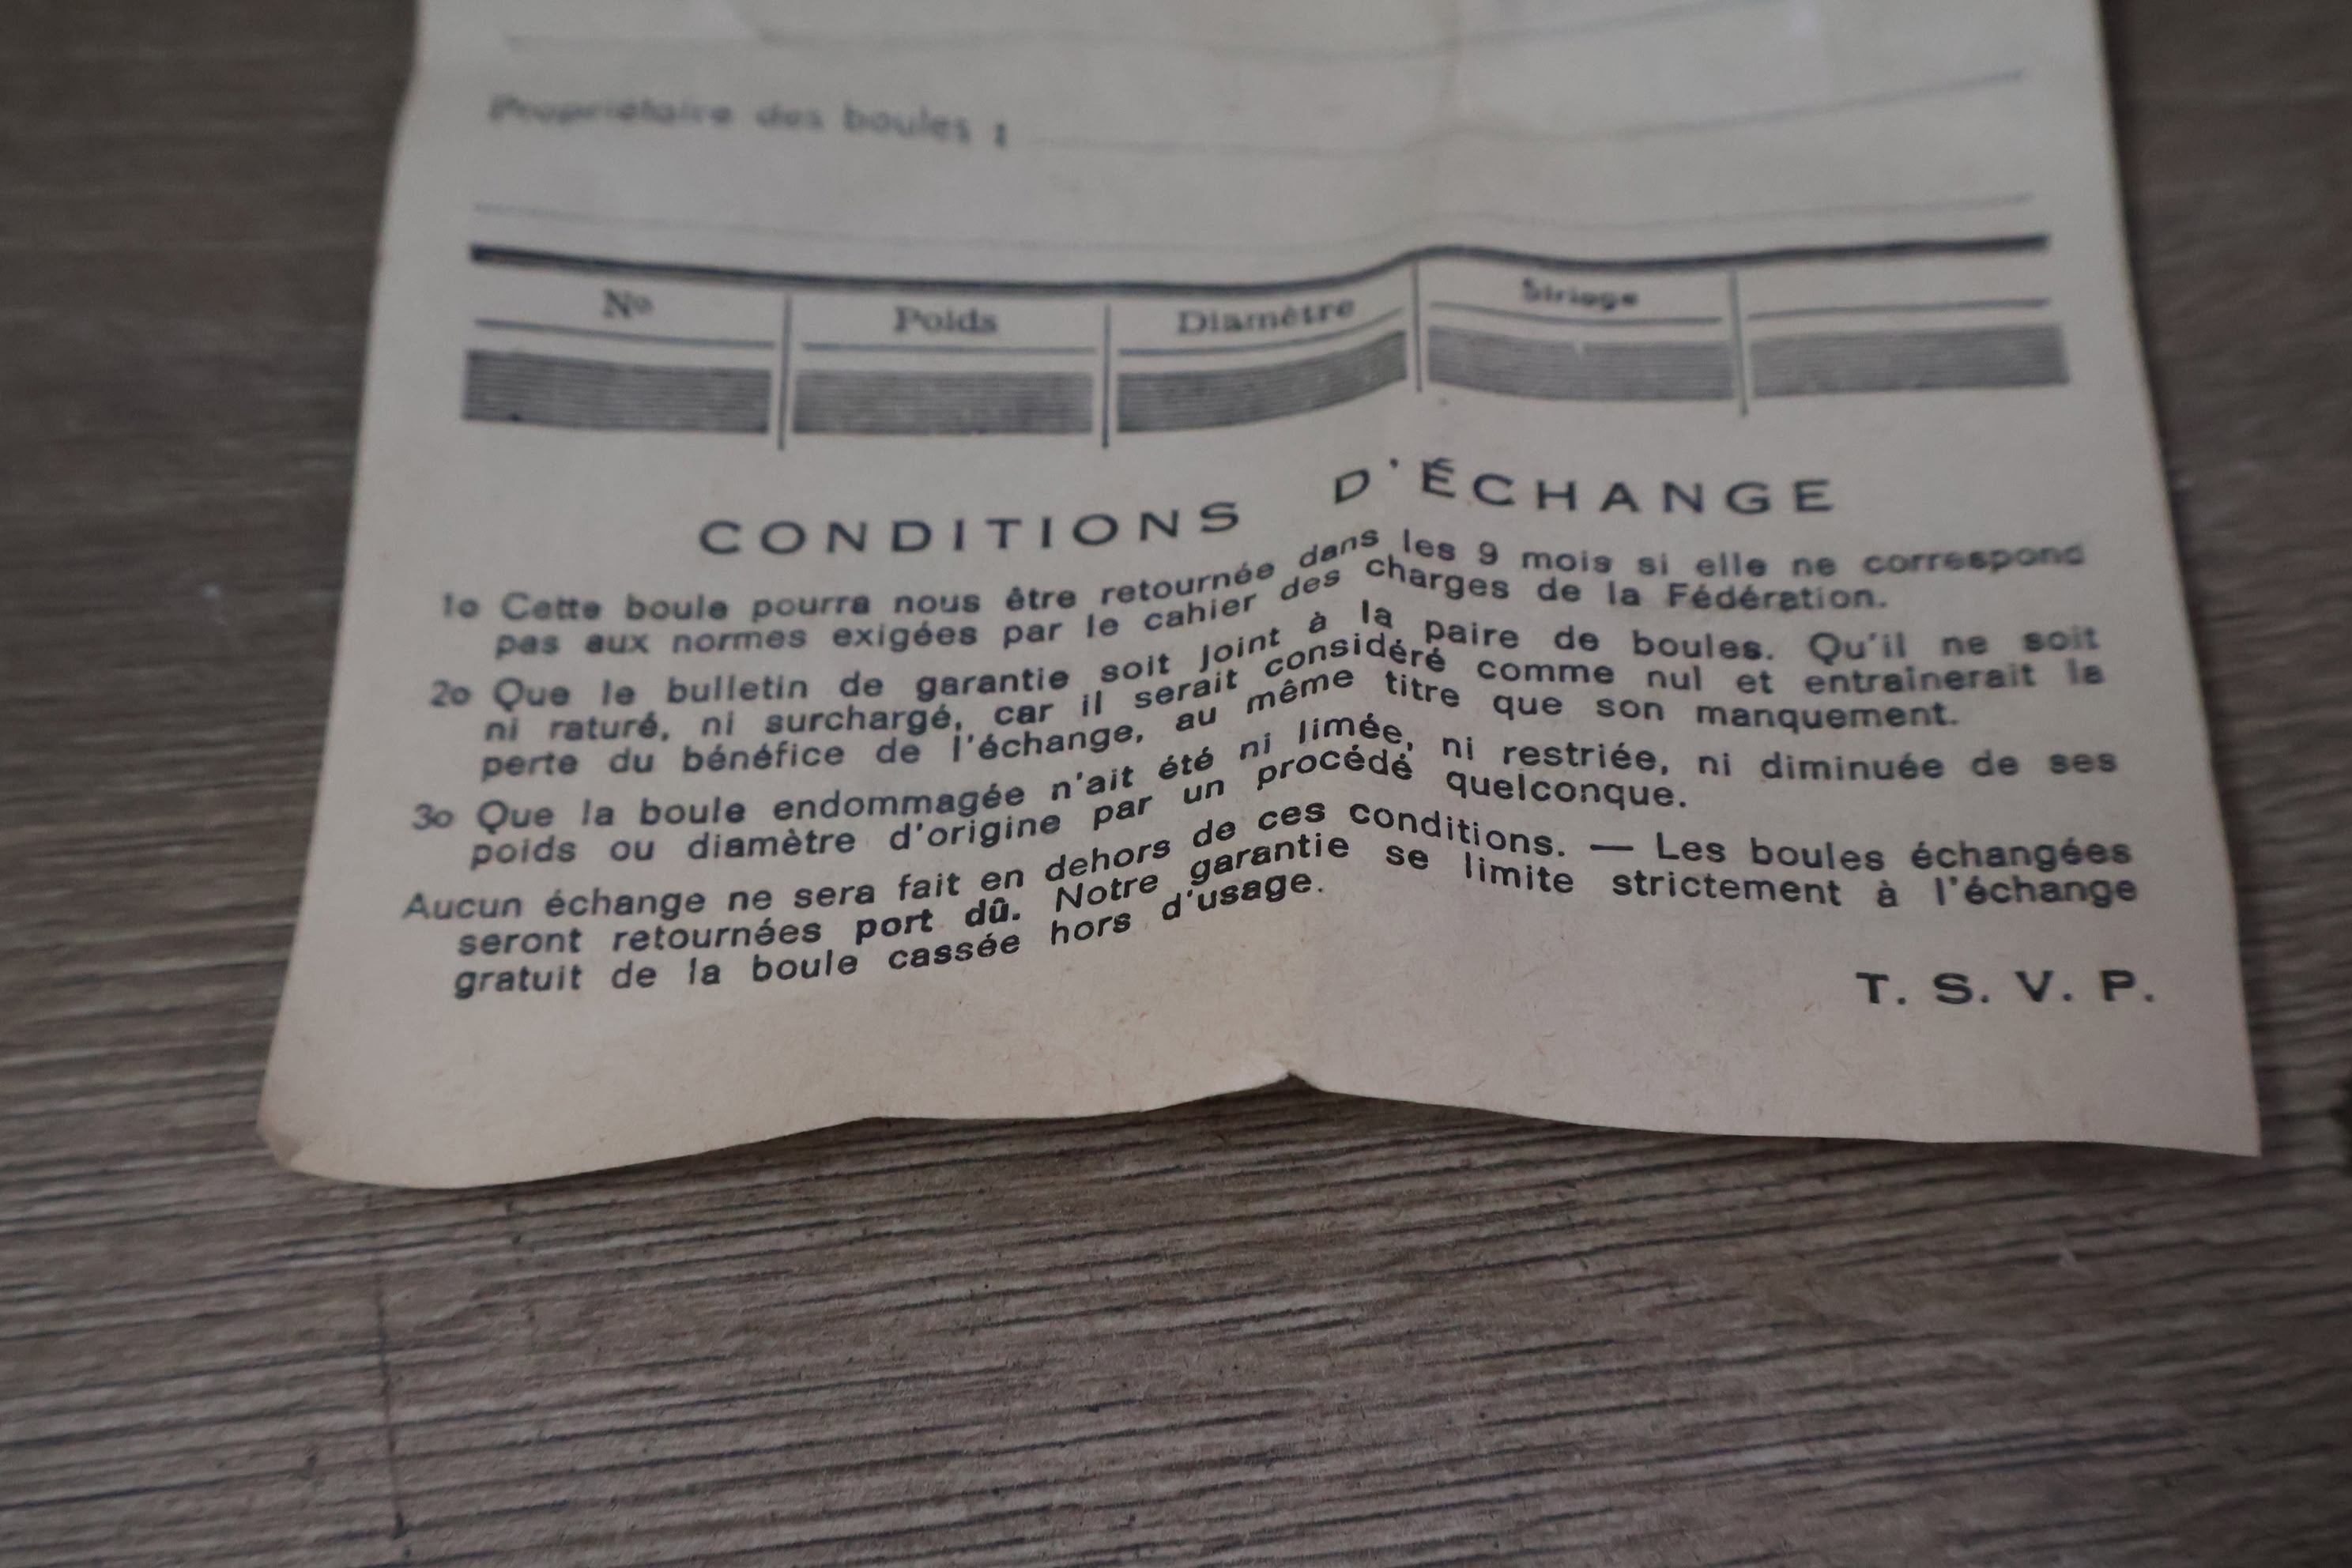 Propriétaire des boules :
No Poids Diamètre Striage
CONDITIONS D'ÉCHANGE
1o Cette boule pourra nous être retournée dans les 9 mois si elle ne correspond
pas aux normes exigées par le cahier des charges de la Fédération.
2o Que le bulletin de garantie soit joint à la paire de boules. Qu'il ne soit
ni raturé, ni surchargé, car il serait considéré comme nul et entraînerait la
perte du bénéfice de l'échange, au même titre que son manquement.
3o Que la boule endommagée n'ait été ni limée, ni restriée, ni diminuée de ses
poids ou diamètre d'origine par un procédé quelconque.
Aucun échange ne sera fait en dehors de ces conditions. — Les boules échangées
seront retournées port dû. Notre garantie se limite strictement à l'échange
gratuit de la boule cassée hors d'usage.
T. S. V. P.